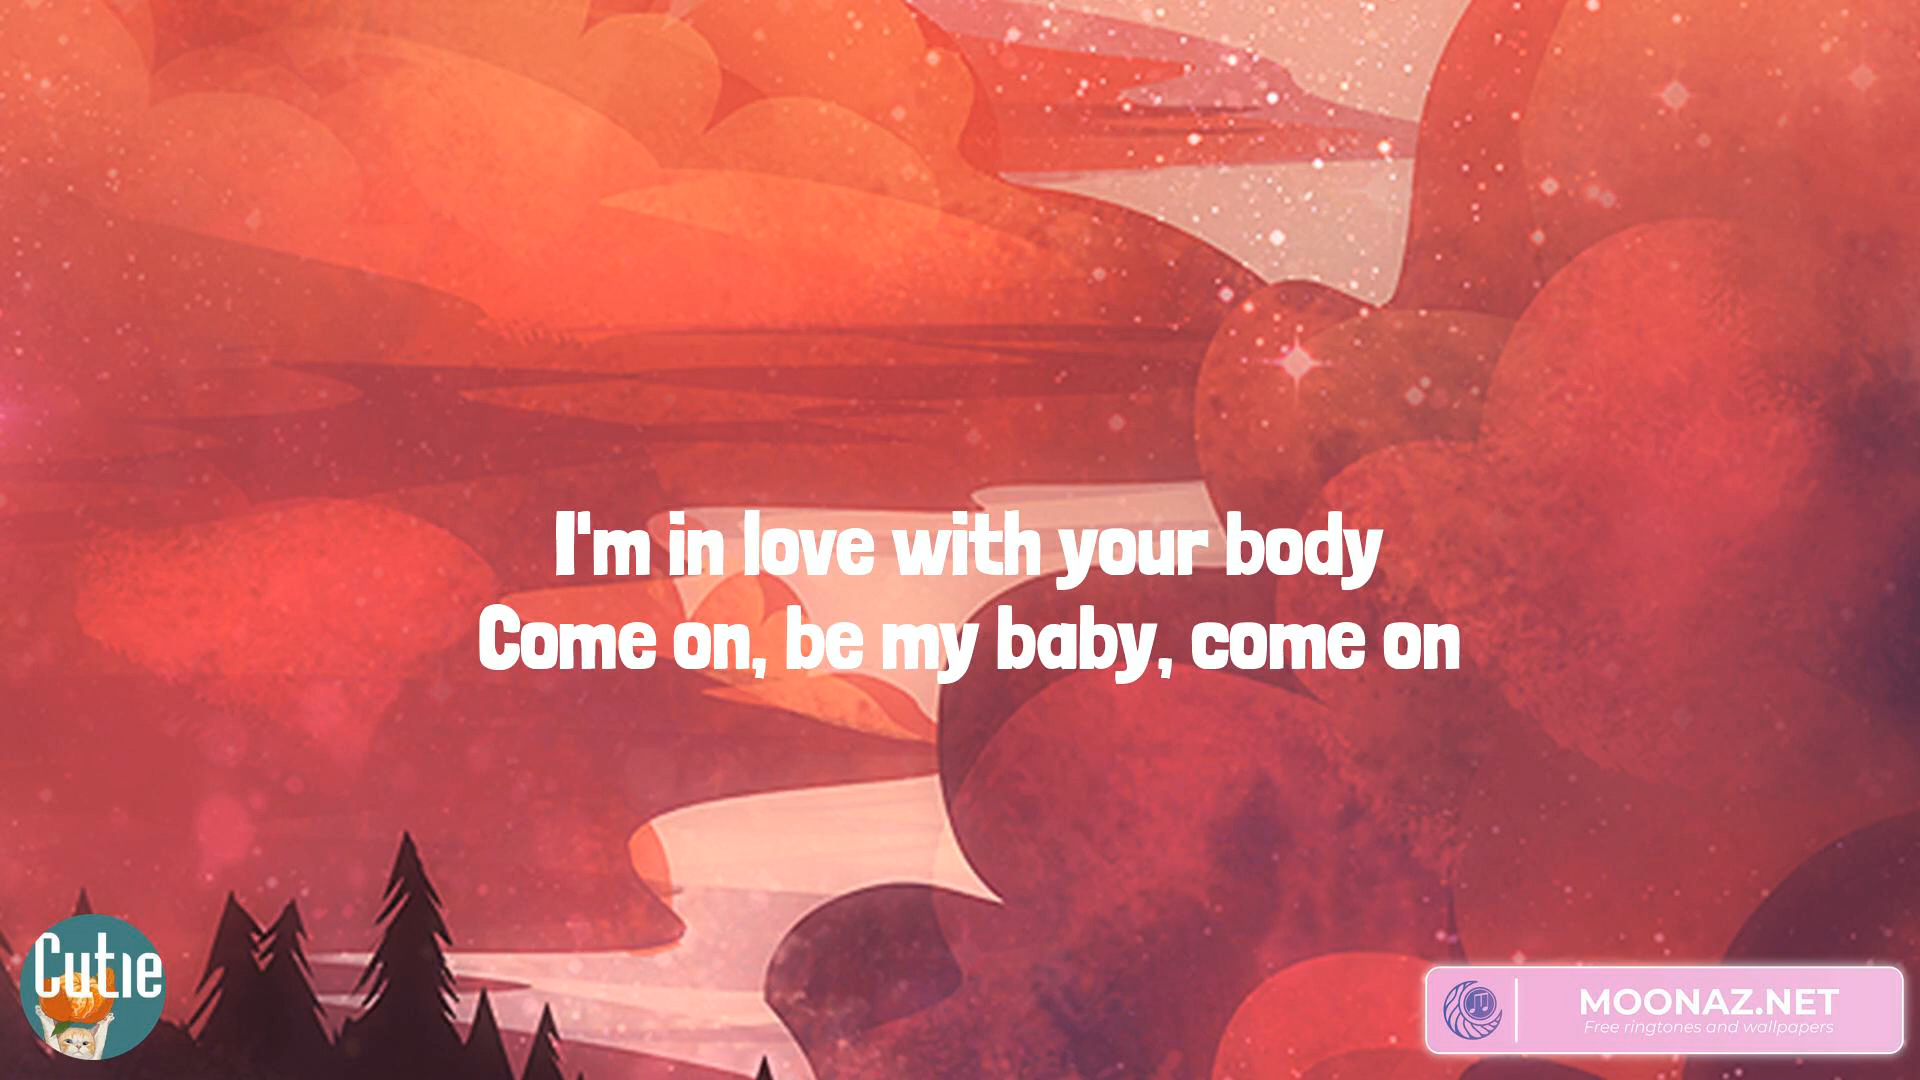 I'm in love with your body
Come on, be my baby, come on
Cutie
MOONAZ.NET
Free ringtones and wallpapers